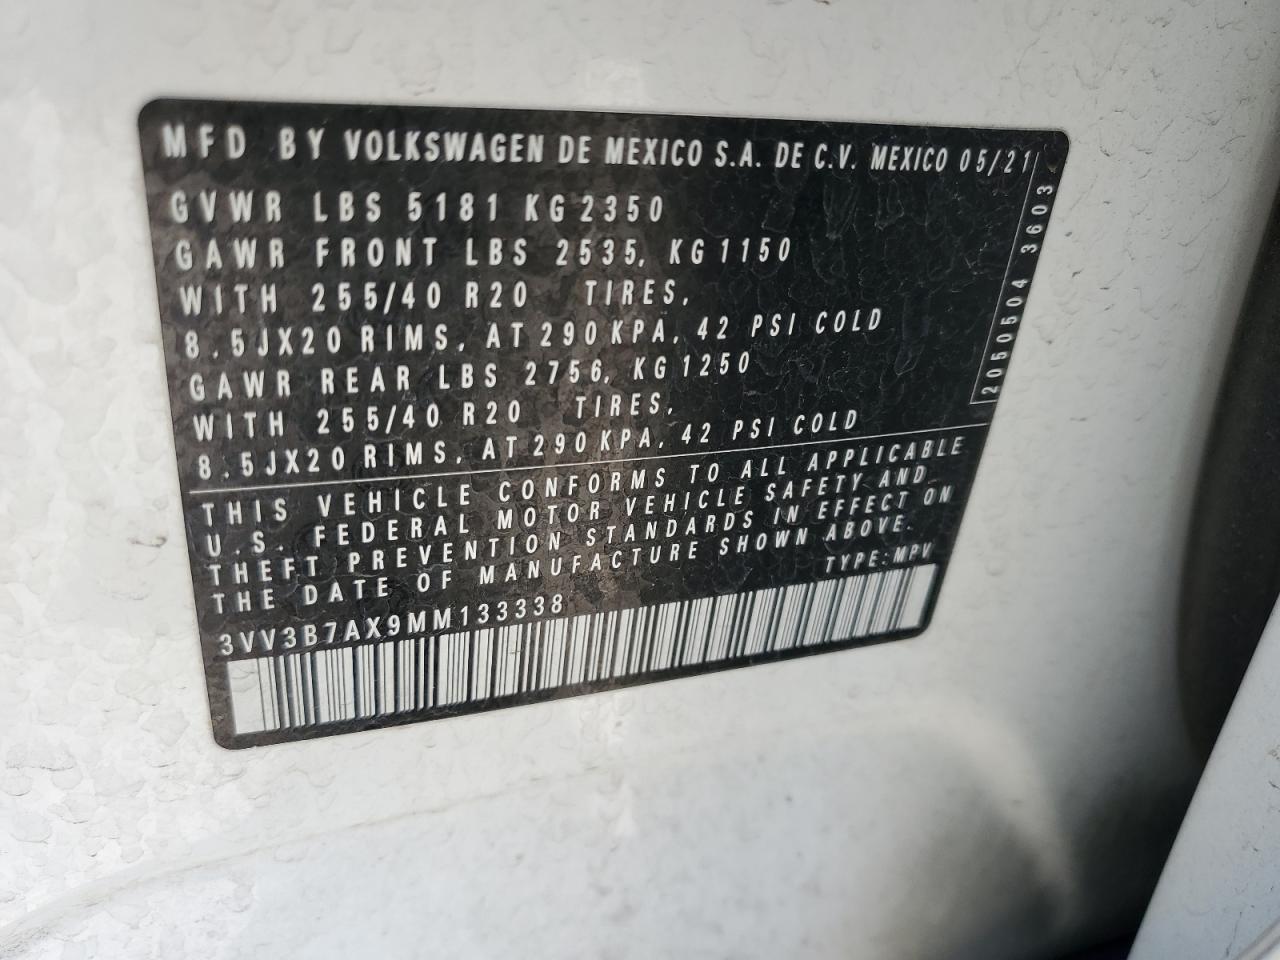 MFD BY VOLKSWAGEN DE MEXICO S.A. DE C.V. MEXICO 05/21
GVWR LBS 5181 KG 2350
GAWR FRONT LBS 2535, KG 1150
WITH 255/40 R20 TIRES,
8.5JX20 RIMS, AT 290 KPA, 42 PSI COLD
GAWR REAR LBS 2756, KG 1250
WITH 255/40 R20 TIRES,
8.5JX20 RIMS, AT 290 KPA, 42 PSI COLD
2050504 3603
THIS VEHICLE CONFORMS TO ALL APPLICABLE
U.S. FEDERAL MOTOR VEHICLE SAFETY AND
THEFT PREVENTION STANDARDS IN EFFECT ON
THE DATE OF MANUFACTURE SHOWN ABOVE.
TYPE: MPV
3VV3B7AX9MM133338